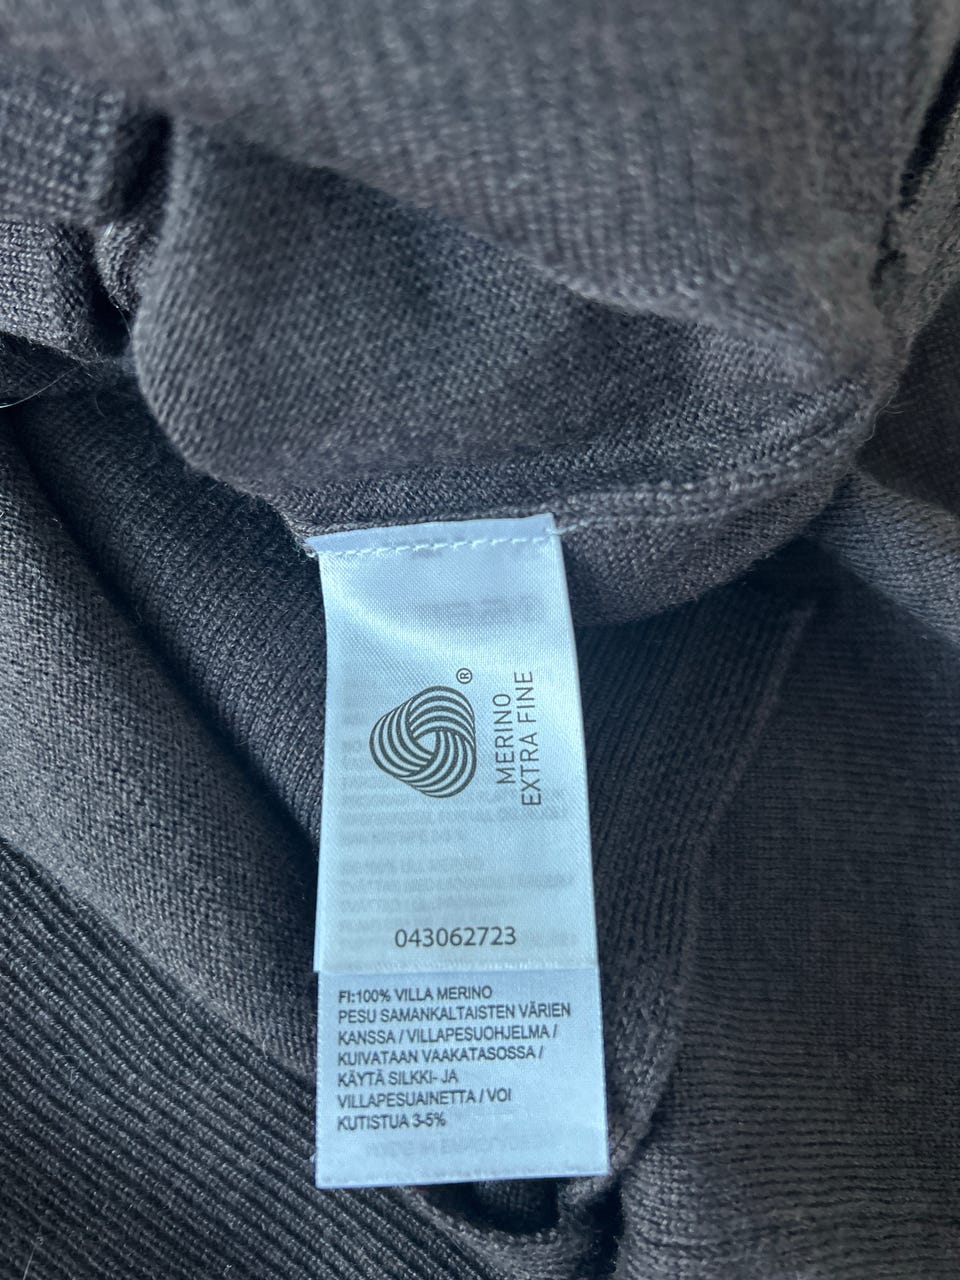 ®
MERINO
EXTRA FINE
043062723
FI:100% VILLA MERINO
PESU SAMANKALTAISTEN VÄRIEN
KANSSA / VILLAPESUOHJELMA /
KUIVATAAN VAAKATASOSSA /
KÄYTÄ SILKKI- JA
VILLAPESUAINETTA / VOI
KUTISTUA 3-5%